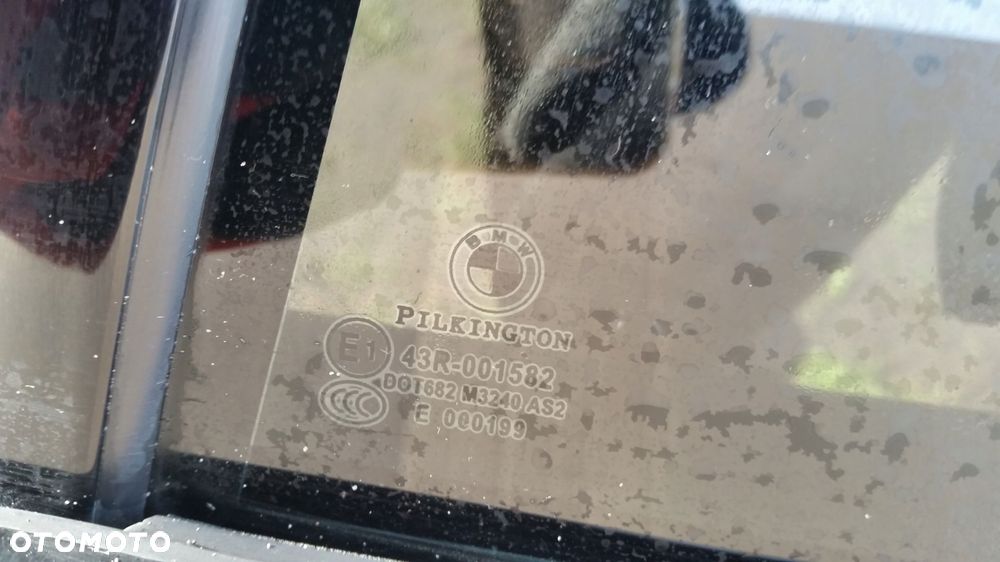 BMW
PILKINGTON
E1 43R-001582
CCC DOT682 M3240 AS2
E 000199
OTOMOTO